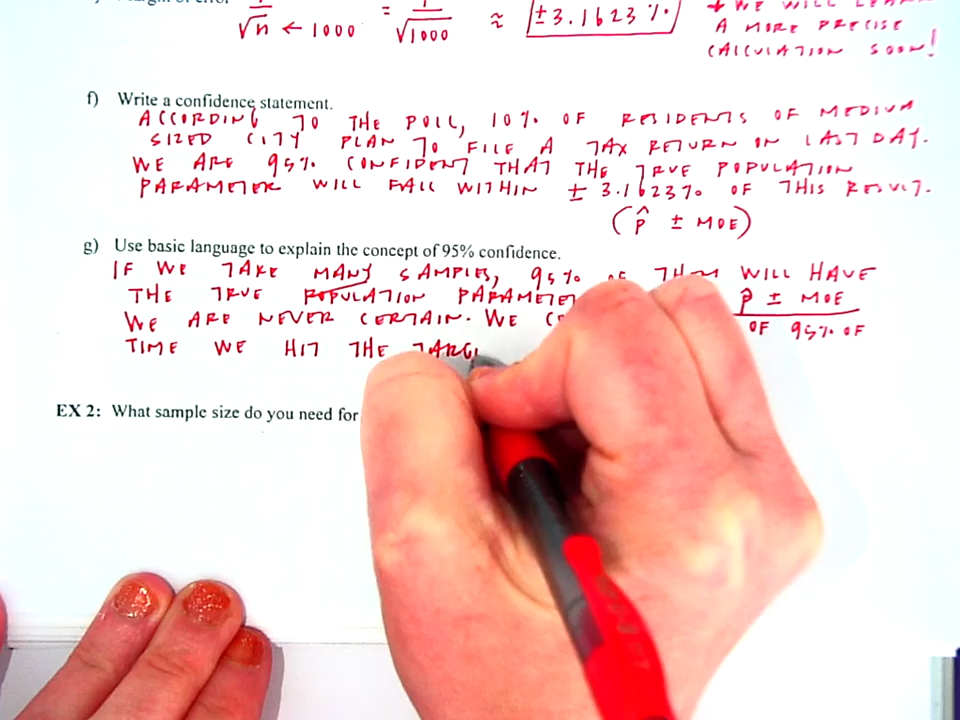 √n ← 1000 = √1000 ≈ ±3.1623%
A MORE PRECISE
CALCULATION SOON!
f) Write a confidence statement.
ACCORDING TO THE POLL, 10% OF RESIDENTS OF MEDIUM
SIZED CITY PLAN TO FILE A TAX RETURN ON LAST DAY.
WE ARE 95% CONFIDENT THAT THE TRUE POPULATION
PARAMETER WILL FALL WITHIN ± 3.1623% OF THIS RESULT.
(p̂ ± MOE)
g) Use basic language to explain the concept of 95% confidence.
IF WE TAKE MANY SAMPLES, 95% OF THEM WILL HAVE
THE TRUE POPULATION PARAMETER p̂ ± MOE
WE ARE NEVER CERTAIN. WE OF 95% OF
TIME WE HIT THE
EX 2: What sample size do you need for